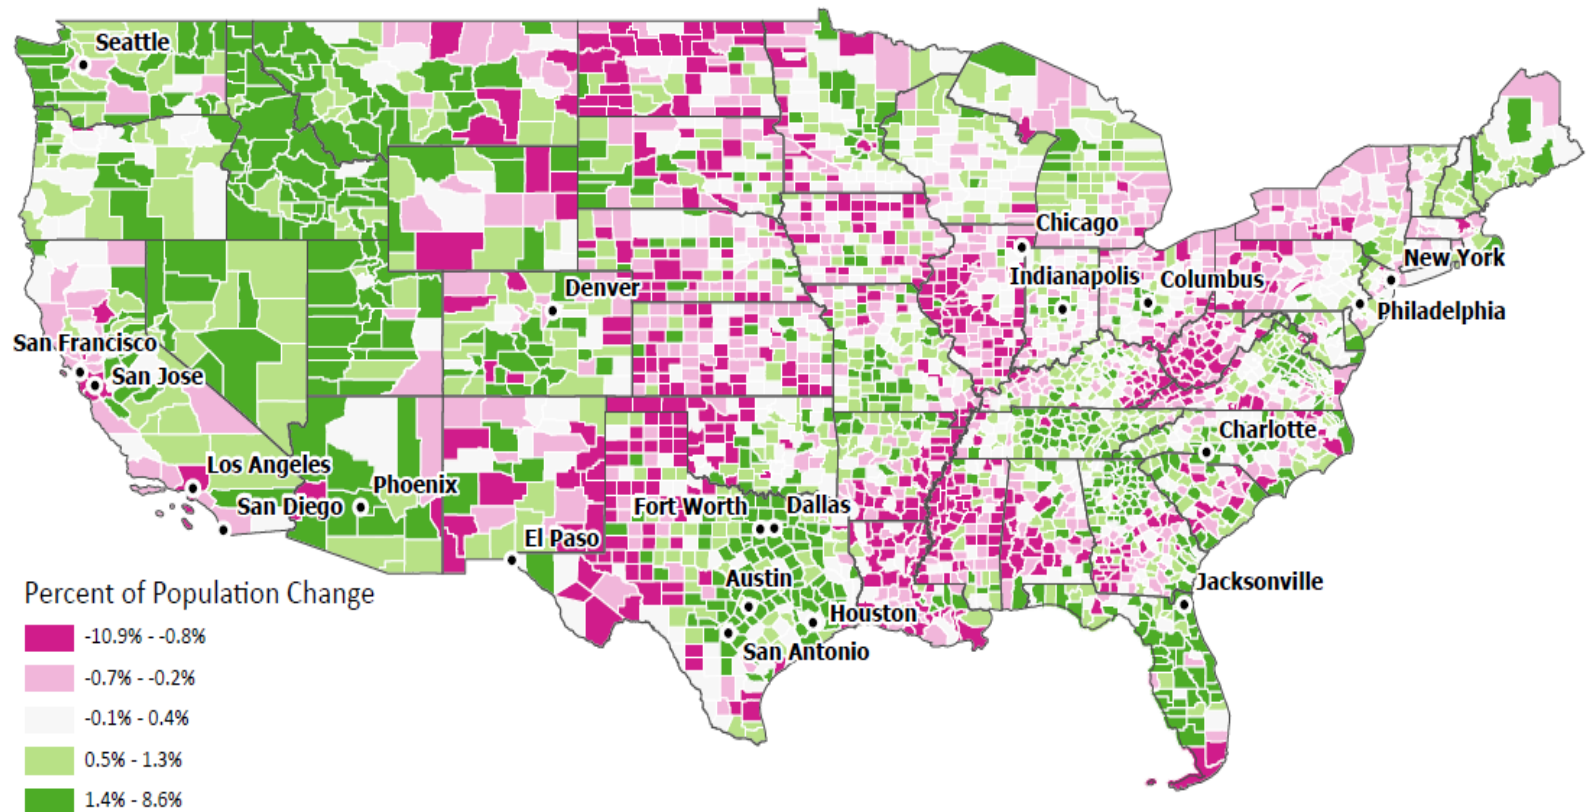 Seattle
Chicago
New York
Indianapolis
Columbus
Denver
Philadelphia
San Francisco
San Jose
Charlotte
Los Angeles
Phoenix
San Diego
Fort Worth
Dallas
El Paso
Austin
Jacksonville
Houston
San Antonio
Percent of Population Change
-10.9% - -0.8%
-0.7% - -0.2%
-0.1% - 0.4%
0.5% - 1.3%
1.4% - 8.6%